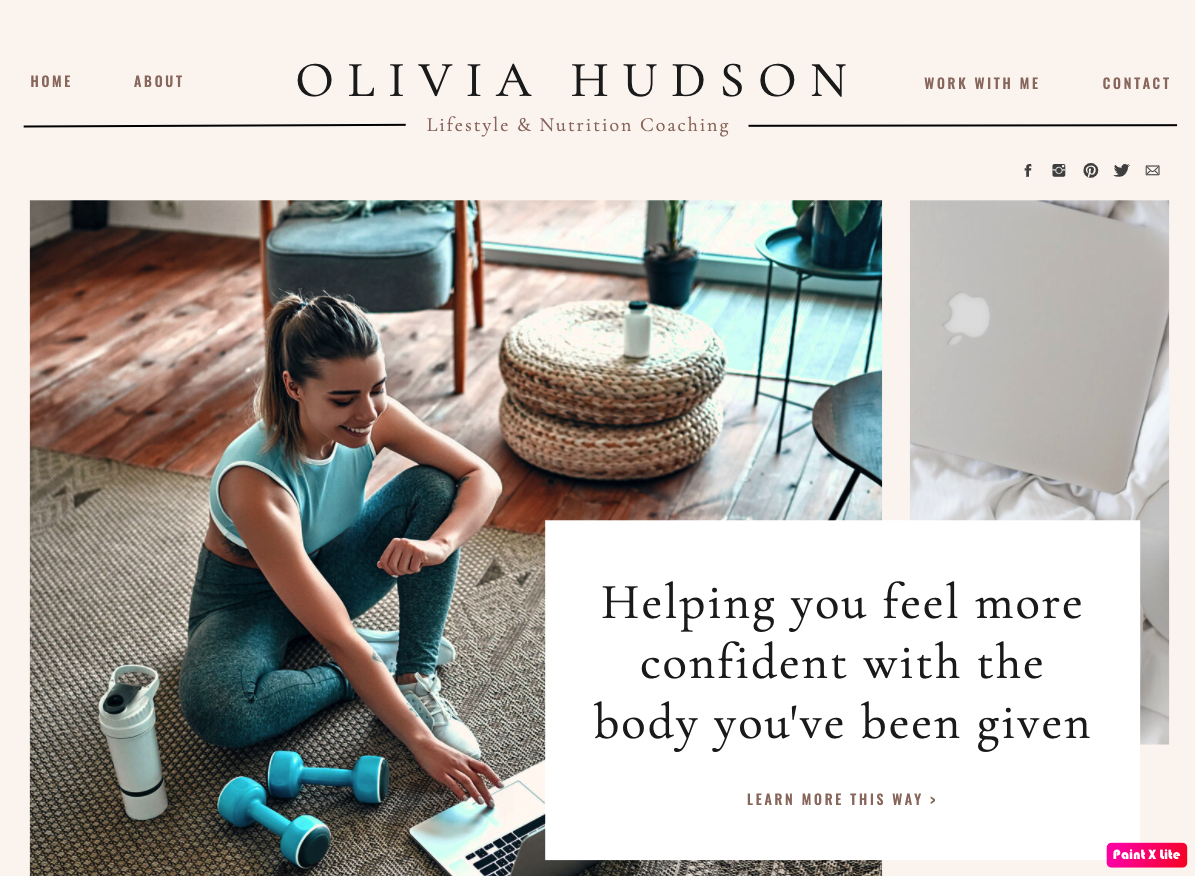 HOME
ABOUT
OLIVIA HUDSON
WORK WITH ME
CONTACT
Lifestyle & Nutrition Coaching
Helping you feel more
confident with the
body you've been given
LEARN MORE THIS WAY >
Paint X Lite